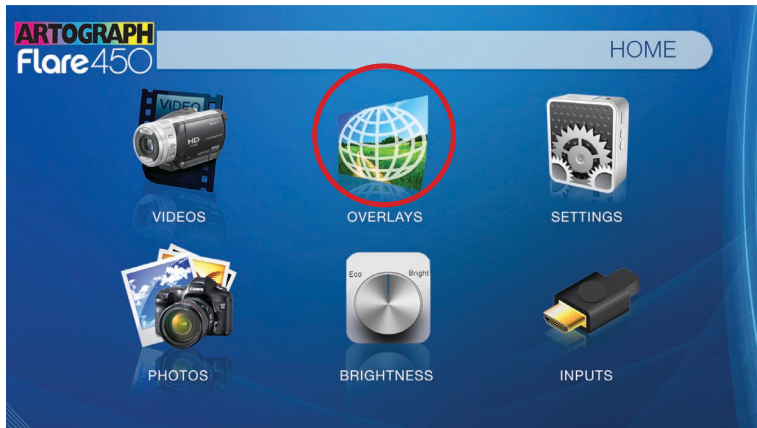 ARTOGRAPH
Flare450
HOME
VIDEO
HD
VIDEOS
OVERLAYS
SETTINGS
Eco
Bright
PHOTOS
BRIGHTNESS
INPUTS